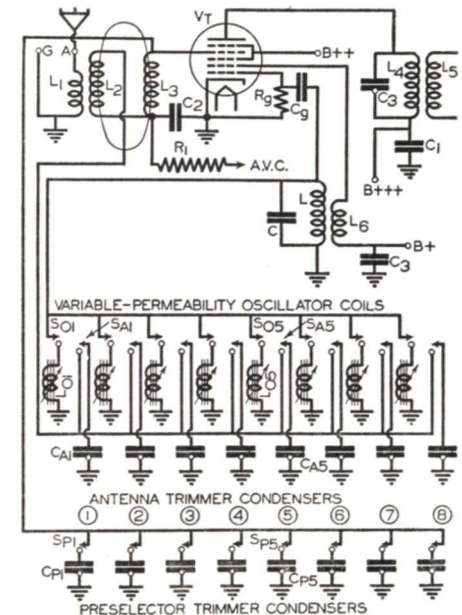 VT
G A
L1
L2
L3
B++
L4
L5
C3
Rg
Cg
C2
C1
R1
A.V.C.
B+++
L
C
L6
B+
C3
VARIABLE-PERMEABILITY OSCILLATOR COILS
SO1
SA1
SO5
SA5
LO1
LO5
CA1
CA5
ANTENNA TRIMMER CONDENSERS
1 2 3 4 5 6 7 8
SP1
SP5
CP1
CP5
PRESELECTOR TRIMMER CONDENSERS